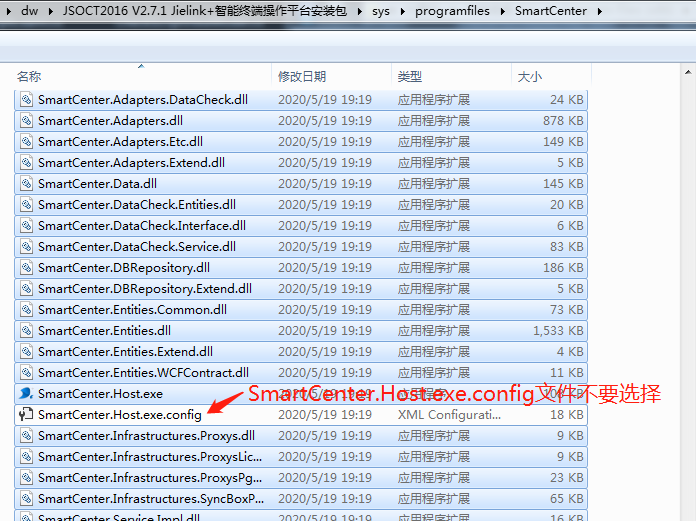 dw JSOCT2016 V2.7.1 Jielink+智能终端操作平台安装包 sys programfiles SmartCenter
名称 修改日期 类型 大小
SmartCenter.Adapters.DataCheck.dll 2020/5/19 19:19 应用程序扩展 24 KB
SmartCenter.Adapters.dll 2020/5/19 19:19 应用程序扩展 878 KB
SmartCenter.Adapters.Etc.dll 2020/5/19 19:19 应用程序扩展 149 KB
SmartCenter.Adapters.Extend.dll 2020/5/19 19:19 应用程序扩展 5 KB
SmartCenter.Data.dll 2020/5/19 19:19 应用程序扩展 145 KB
SmartCenter.DataCheck.Entities.dll 2020/5/19 19:19 应用程序扩展 20 KB
SmartCenter.DataCheck.Interface.dll 2020/5/19 19:19 应用程序扩展 6 KB
SmartCenter.DataCheck.Service.dll 2020/5/19 19:19 应用程序扩展 83 KB
SmartCenter.DBRepository.dll 2020/5/19 19:19 应用程序扩展 186 KB
SmartCenter.DBRepository.Extend.dll 2020/5/19 19:19 应用程序扩展 5 KB
SmartCenter.Entities.Common.dll 2020/5/19 19:19 应用程序扩展 73 KB
SmartCenter.Entities.dll 2020/5/19 19:19 应用程序扩展 1,533 KB
SmartCenter.Entities.Extend.dll 2020/5/19 19:19 应用程序扩展 4 KB
SmartCenter.Entities.WCFContract.dll 2020/5/19 19:19 应用程序扩展 11 KB
SmartCenter.Host.exe
SmartCenter.Host.exe.config文件不要选择
SmartCenter.Host.exe.config 2020/5/19 19:19 XML Configurati... 18 KB
SmartCenter.Infrastructures.Proxys.dll 2020/5/19 19:19 应用程序扩展 9 KB
SmartCenter.Infrastructures.ProxysLic... 2020/5/19 19:19 应用程序扩展 9 KB
SmartCenter.Infrastructures.ProxysPg... 2020/5/19 19:19 应用程序扩展 23 KB
SmartCenter.Infrastructures.SyncBoxP... 2020/5/19 19:19 应用程序扩展 65 KB
SmartCenter.Service.Impl.dll 2020/5/19 19:19 应用程序扩展 16 KB